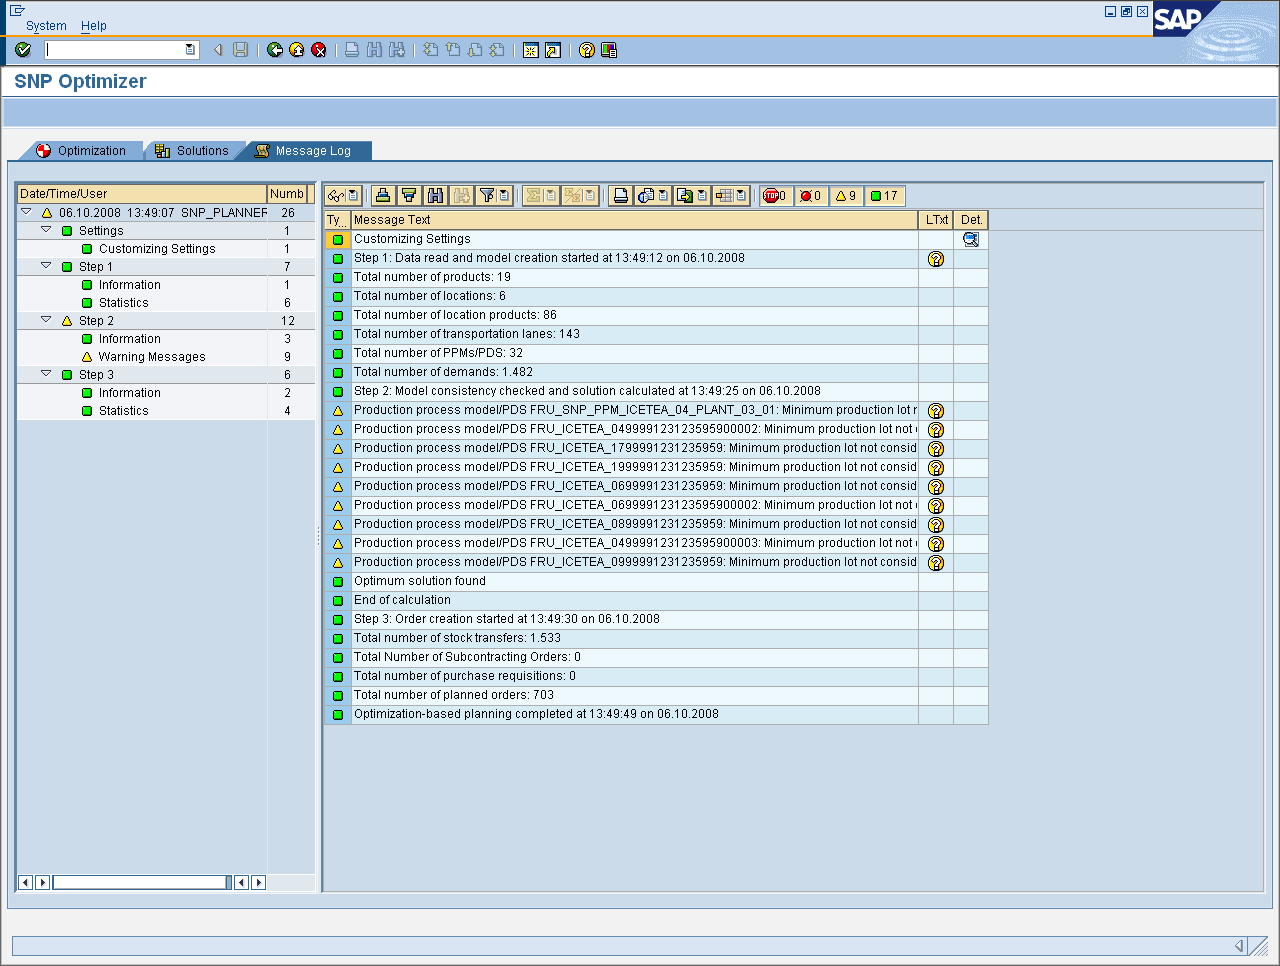 System Help
SAP
SNP Optimizer
Optimization Solutions Message Log
Date/Time/User Numb
06.10.2008 13:49:07 SNP_PLANNER 26
Settings 1
Customizing Settings 1
Step 1 7
Information 1
Statistics 6
Step 2 12
Information 3
Warning Messages 9
Step 3 6
Information 2
Statistics 4
STOP 0 0 9 17
Ty... Message Text LTxt Det.
Customizing Settings
Step 1: Data read and model creation started at 13:49:12 on 06.10.2008
Total number of products: 19
Total number of locations: 6
Total number of location products: 86
Total number of transportation lanes: 143
Total number of PPMs/PDS: 32
Total number of demands: 1.482
Step 2: Model consistency checked and solution calculated at 13:49:25 on 06.10.2008
Production process model/PDS FRU_SNP_PPM_ICETEA_04_PLANT_03_01: Minimum production lot r
Production process model/PDS FRU_ICETEA_049999123123595900002: Minimum production lot not
Production process model/PDS FRU_ICETEA_1799991231235959: Minimum production lot not consid
Production process model/PDS FRU_ICETEA_1999991231235959: Minimum production lot not consid
Production process model/PDS FRU_ICETEA_0699991231235959: Minimum production lot not consid
Production process model/PDS FRU_ICETEA_069999123123595900002: Minimum production lot not
Production process model/PDS FRU_ICETEA_0899991231235959: Minimum production lot not consid
Production process model/PDS FRU_ICETEA_049999123123595900003: Minimum production lot not
Production process model/PDS FRU_ICETEA_0999991231235959: Minimum production lot not consid
Optimum solution found
End of calculation
Step 3: Order creation started at 13:49:30 on 06.10.2008
Total number of stock transfers: 1.533
Total Number of Subcontracting Orders: 0
Total number of purchase requisitions: 0
Total number of planned orders: 703
Optimization-based planning completed at 13:49:49 on 06.10.2008